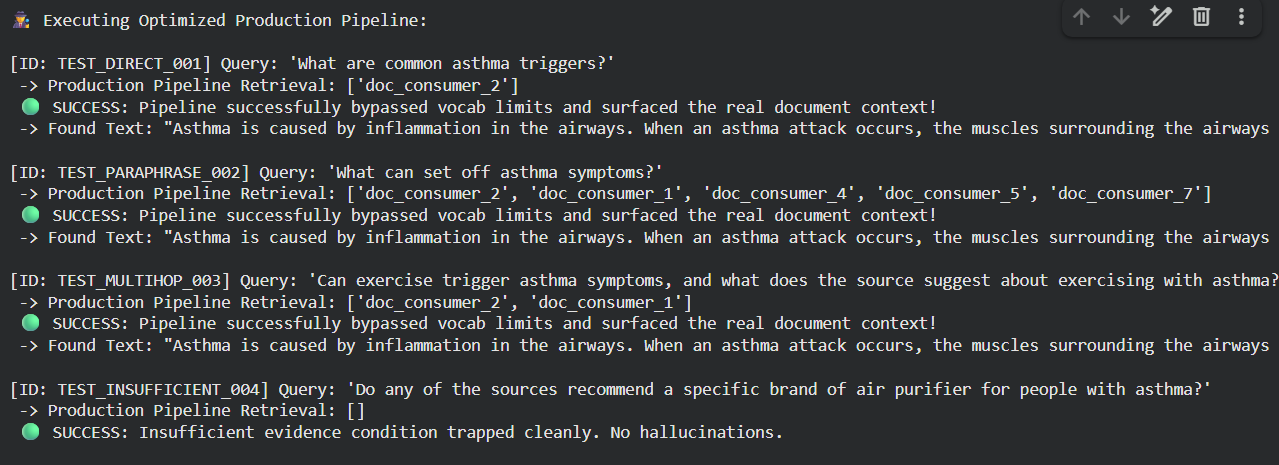 Executing Optimized Production Pipeline:
[ID: TEST_DIRECT_001] Query: 'What are common asthma triggers?'
-> Production Pipeline Retrieval: ['doc_consumer_2']
SUCCESS: Pipeline successfully bypassed vocab limits and surfaced the real document context!
-> Found Text: "Asthma is caused by inflammation in the airways. When an asthma attack occurs, the muscles surrounding the airways
[ID: TEST_PARAPHRASE_002] Query: 'What can set off asthma symptoms?'
-> Production Pipeline Retrieval: ['doc_consumer_2', 'doc_consumer_1', 'doc_consumer_4', 'doc_consumer_5', 'doc_consumer_7']
SUCCESS: Pipeline successfully bypassed vocab limits and surfaced the real document context!
-> Found Text: "Asthma is caused by inflammation in the airways. When an asthma attack occurs, the muscles surrounding the airways
[ID: TEST_MULTIHOP_003] Query: 'Can exercise trigger asthma symptoms, and what does the source suggest about exercising with asthma?
-> Production Pipeline Retrieval: ['doc_consumer_2', 'doc_consumer_1']
SUCCESS: Pipeline successfully bypassed vocab limits and surfaced the real document context!
-> Found Text: "Asthma is caused by inflammation in the airways. When an asthma attack occurs, the muscles surrounding the airways
[ID: TEST_INSUFFICIENT_004] Query: 'Do any of the sources recommend a specific brand of air purifier for people with asthma?'
-> Production Pipeline Retrieval: []
SUCCESS: Insufficient evidence condition trapped cleanly. No hallucinations.